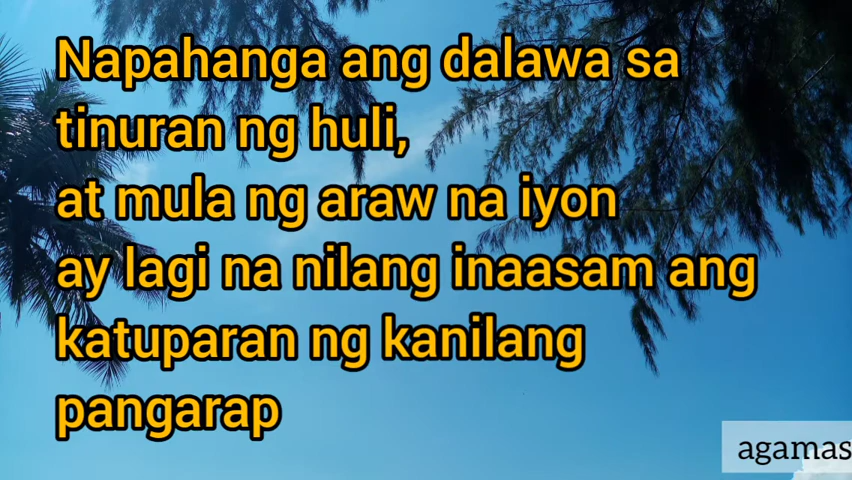 Napahanga ang dalawa sa
tinuran ng huli,
at mula ng araw na iyon
ay lagi na nilang inaasam ang
katuparan ng kanilang
pangarap
agamas